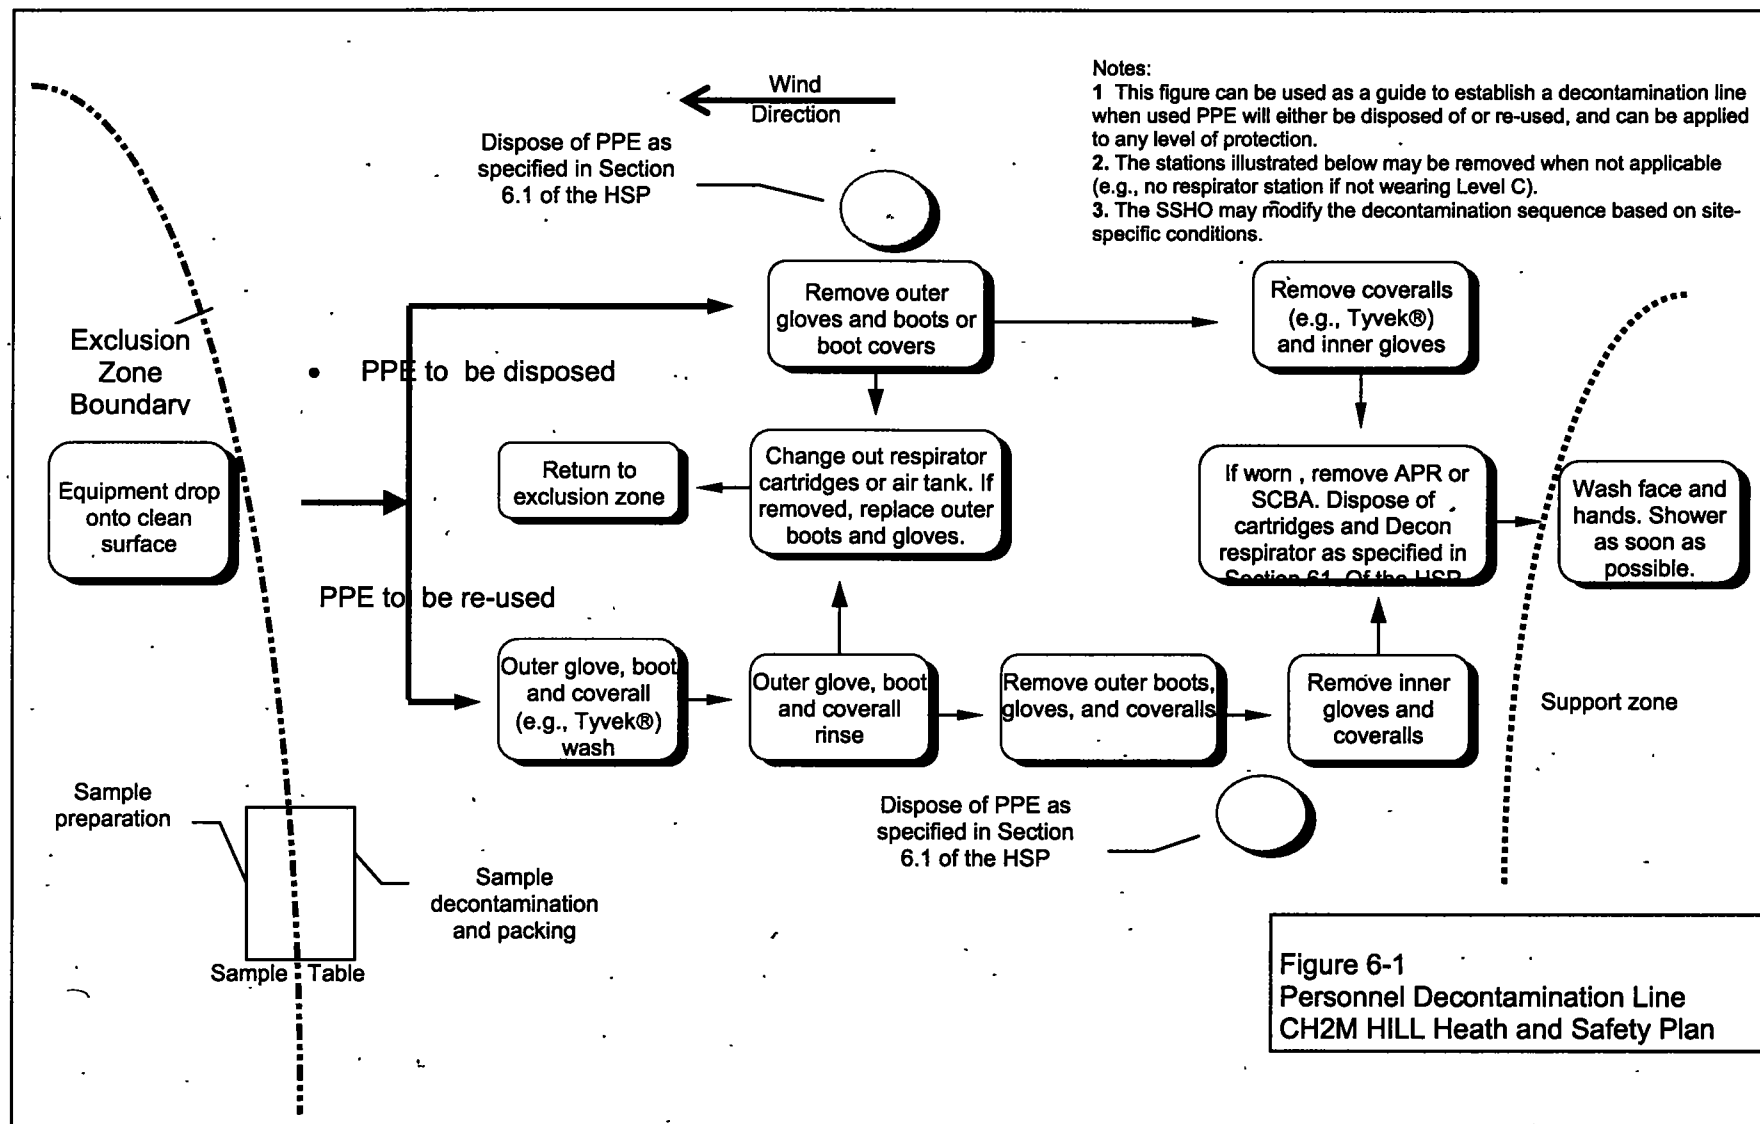 Wind
Direction
Notes:
1 This figure can be used as a guide to establish a decontamination line
when used PPE will either be disposed of or re-used, and can be applied
to any level of protection.
2. The stations illustrated below may be removed when not applicable
(e.g., no respirator station if not wearing Level C).
3. The SSHO may modify the decontamination sequence based on site-
specific conditions.
Dispose of PPE as
specified in Section
6.1 of the HSP
Exclusion
Zone
Boundary
• PPE to be disposed
Remove outer
gloves and boots or
boot covers
Remove coveralls
(e.g., Tyvek®)
and inner gloves
Equipment drop
onto clean
surface
Return to
exclusion zone
Change out respirator
cartridges or air tank. If
removed, replace outer
boots and gloves.
If worn , remove APR or
SCBA. Dispose of
cartridges and Decon
respirator as specified in
Section 61. Of the HSP
Wash face and
hands. Shower
as soon as
possible.
PPE to be re-used
Outer glove, boot
and coverall
(e.g., Tyvek®)
wash
Outer glove, boot
and coverall
rinse
Remove outer boots,
gloves, and coveralls
Remove inner
gloves and
coveralls
Support zone
Sample
preparation
Sample
decontamination
and packing
Sample Table
Dispose of PPE as
specified in Section
6.1 of the HSP
Figure 6-1
Personnel Decontamination Line
CH2M HILL Heath and Safety Plan